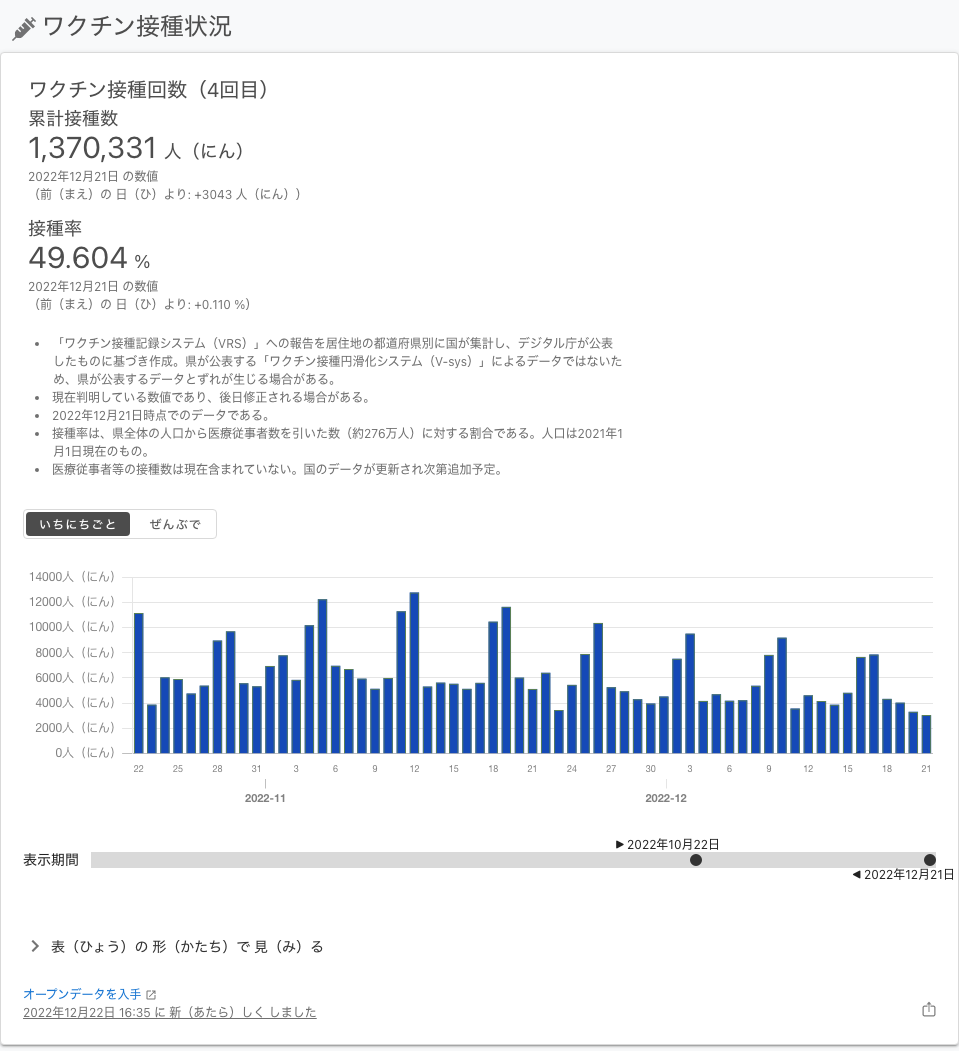 ワクチン接種状況
ワクチン接種回数（4回目）
累計接種数
1,370,331 人（にん）
2022年12月21日 の数値
（前（まえ）の 日（ひ）より: +3043 人（にん））
接種率
49.604 %
2022年12月21日 の数値
（前（まえ）の 日（ひ）より: +0.110 %）
• 「ワクチン接種記録システム（VRS）」への報告を居住地の都道府県別に国が集計し、デジタル庁が公表
したものに基づき作成。県が公表する「ワクチン接種円滑化システム（V-sys）」によるデータではないた
め、県が公表するデータとずれが生じる場合がある。
• 現在判明している数値であり、後日修正される場合がある。
• 2022年12月21日時点でのデータである。
• 接種率は、県全体の人口から医療従事者数を引いた数（約276万人）に対する割合である。人口は2021年1
月1日現在のもの。
• 医療従事者等の接種数は現在含まれていない。国のデータが更新され次第追加予定。
いちにちごと ぜんぶで
14000人（にん）
12000人（にん）
10000人（にん）
8000人（にん）
6000人（にん）
4000人（にん）
2000人（にん）
0人（にん）
22 25 28 31 3 6 9 12 15 18 21 24 27 30 3 6 9 12 15 18 21
2022-11 2022-12
▶ 2022年10月22日
表示期間
◀ 2022年12月21日
表（ひょう）の 形（かたち）で 見（み）る
オープンデータを入手
2022年12月22日 16:35 に 新（あたら）しく しました